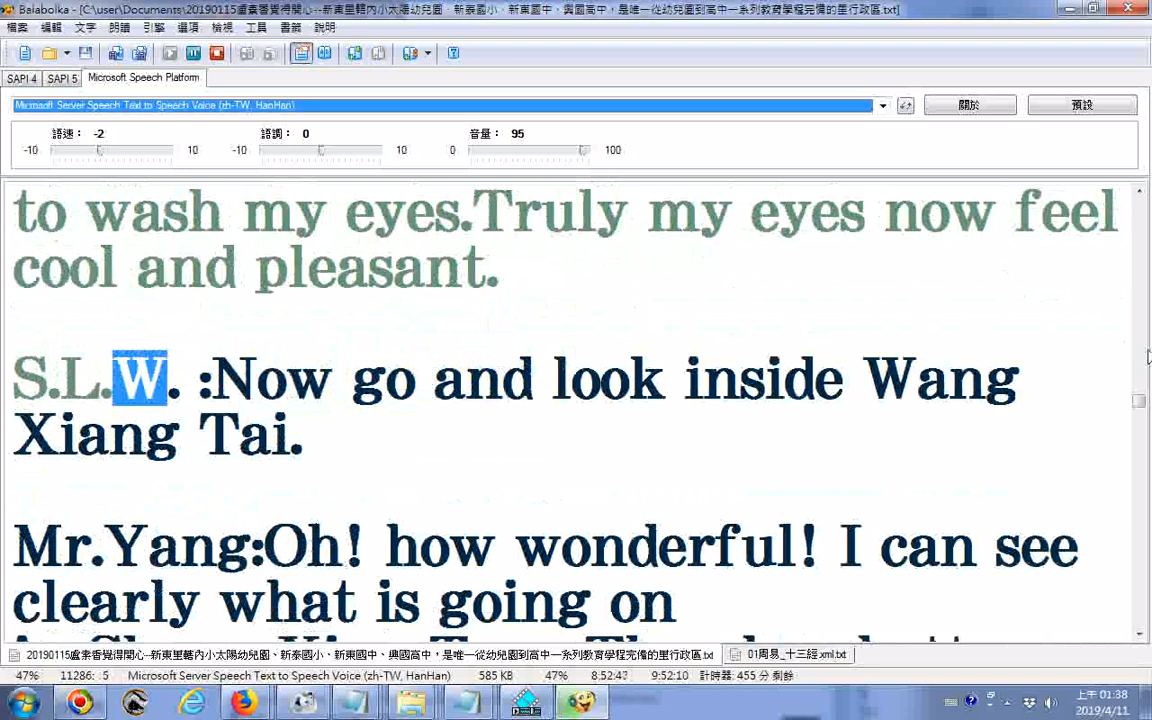 Balabolka - [C:\user\Documents\20190115盧素香覺得開心--新東里轄內小太陽幼兒園、新泰國小、新東國中、興國高中，是唯一從幼兒園到高中一系列教育學程完備的里行政區.txt]
檔案 編輯 文字 朗讀 引擎 選項 檢視 工具 書籤 說明
SAPI 4 SAPI 5 Microsoft Speech Platform
Microsoft Server Speech Text to Speech Voice (zh-TW, HanHan) 關於 預設
語速： -2 語調： 0 音量： 95
-10 10 -10 10 0 100
to wash my eyes.Truly my eyes now feel
cool and pleasant.
S.L.W. :Now go and look inside Wang
Xiang Tai.
Mr.Yang:Oh! how wonderful! I can see
clearly what is going on
20190115盧素香覺得開心--新東里轄內小太陽幼兒園、新泰國小、新東國中、興國高中，是唯一從幼兒園到高中一系列教育學程完備的里行政區.txt 01周易_十三經.xml.txt
47% 11286: 5 Microsoft Server Speech Text to Speech Voice (zh-TW, HanHan) 585 KB 47% 8:52:43 9:52:10 計時器: 455 分 剩餘
上午 01:38
2019/4/11